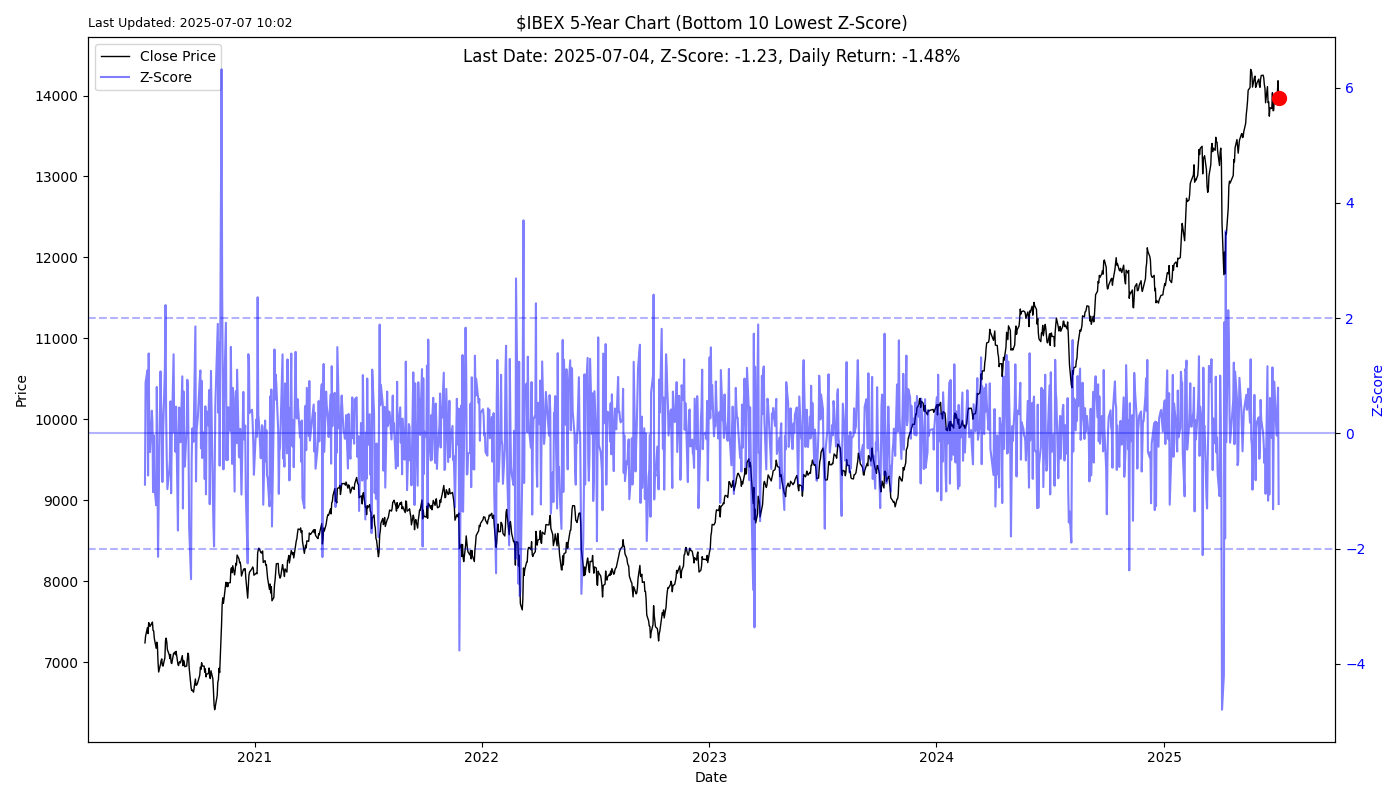 Last Updated: 2025-07-07 10:02
$IBEX 5-Year Chart (Bottom 10 Lowest Z-Score)
Last Date: 2025-07-04, Z-Score: -1.23, Daily Return: -1.48%
Close Price
Z-Score
14000
13000
12000
11000
10000
9000
8000
7000
Price
6
4
2
0
−2
−4
Z-Score
2021
2022
2023
2024
2025
Date